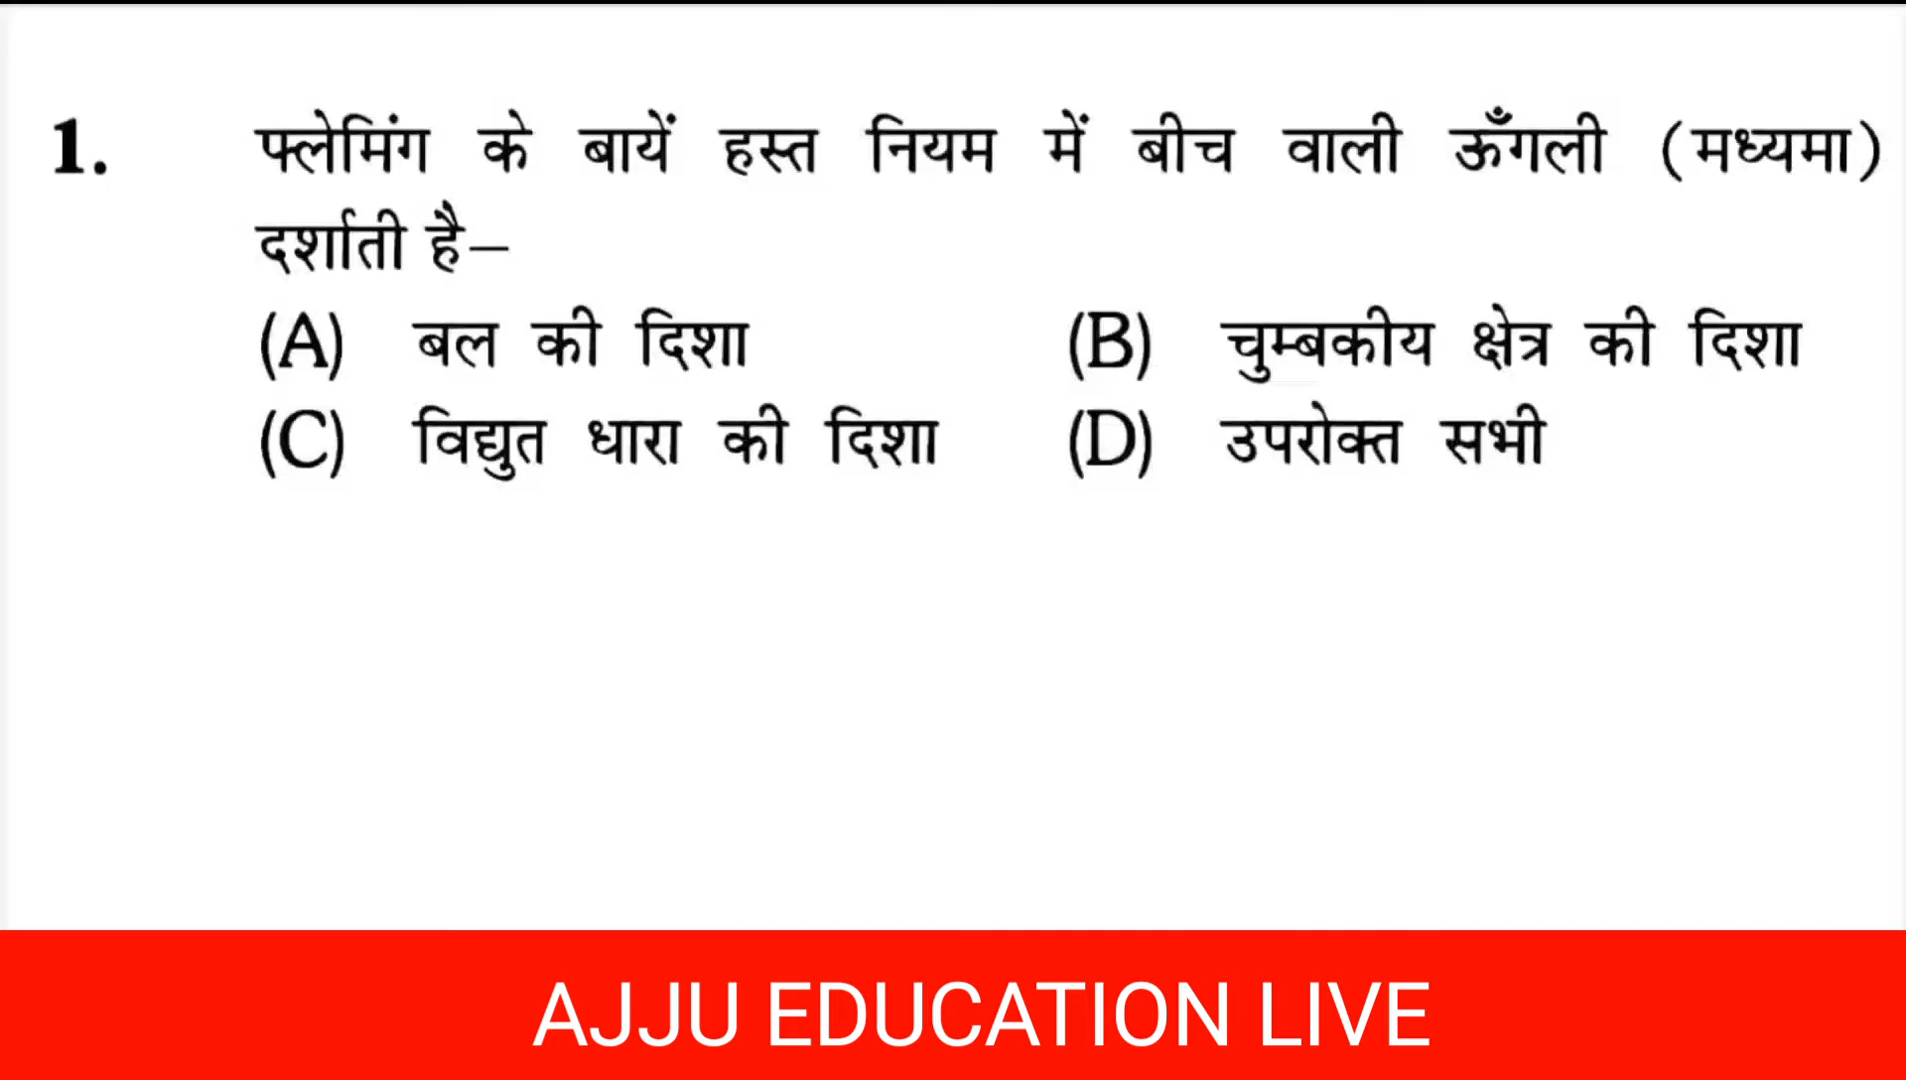 1. फ्लेमिंग के बायें हस्त नियम में बीच वाली ऊँगली (मध्यमा)
दर्शाती है–
(A) बल की दिशा (B) चुम्बकीय क्षेत्र की दिशा
(C) विद्युत धारा की दिशा (D) उपरोक्त सभी
AJJU EDUCATION LIVE